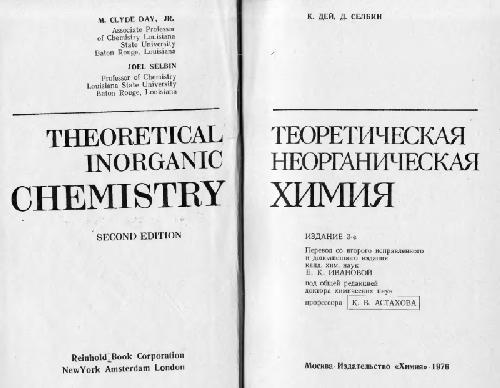 M. CLYDE DAY, JR.
Associate Professor
of Chemistry Louisiana
State University
Baton Rouge, Louisiana
JOEL SELBIN
Professor of Chemistry
Louisiana State University
Baton Rouge, Louisiana
THEORETICAL
INORGANIC
CHEMISTRY
SECOND EDITION
Reinhold Book Corporation
NewYork Amsterdam London
К. ДЕЙ, Д. СЕЛБИН
ТЕОРЕТИЧЕСКАЯ
НЕОРГАНИЧЕСКАЯ
ХИМИЯ
ИЗДАНИЕ 3-е
Перевод со второго исправленного
и дополненного издания
канд. хим. наук
Е. К. ИВАНОВОЙ
под общей редакцией
доктора химических наук
профессора К. В. АСТАХОВА
Москва·Издательство «Химия»·1976